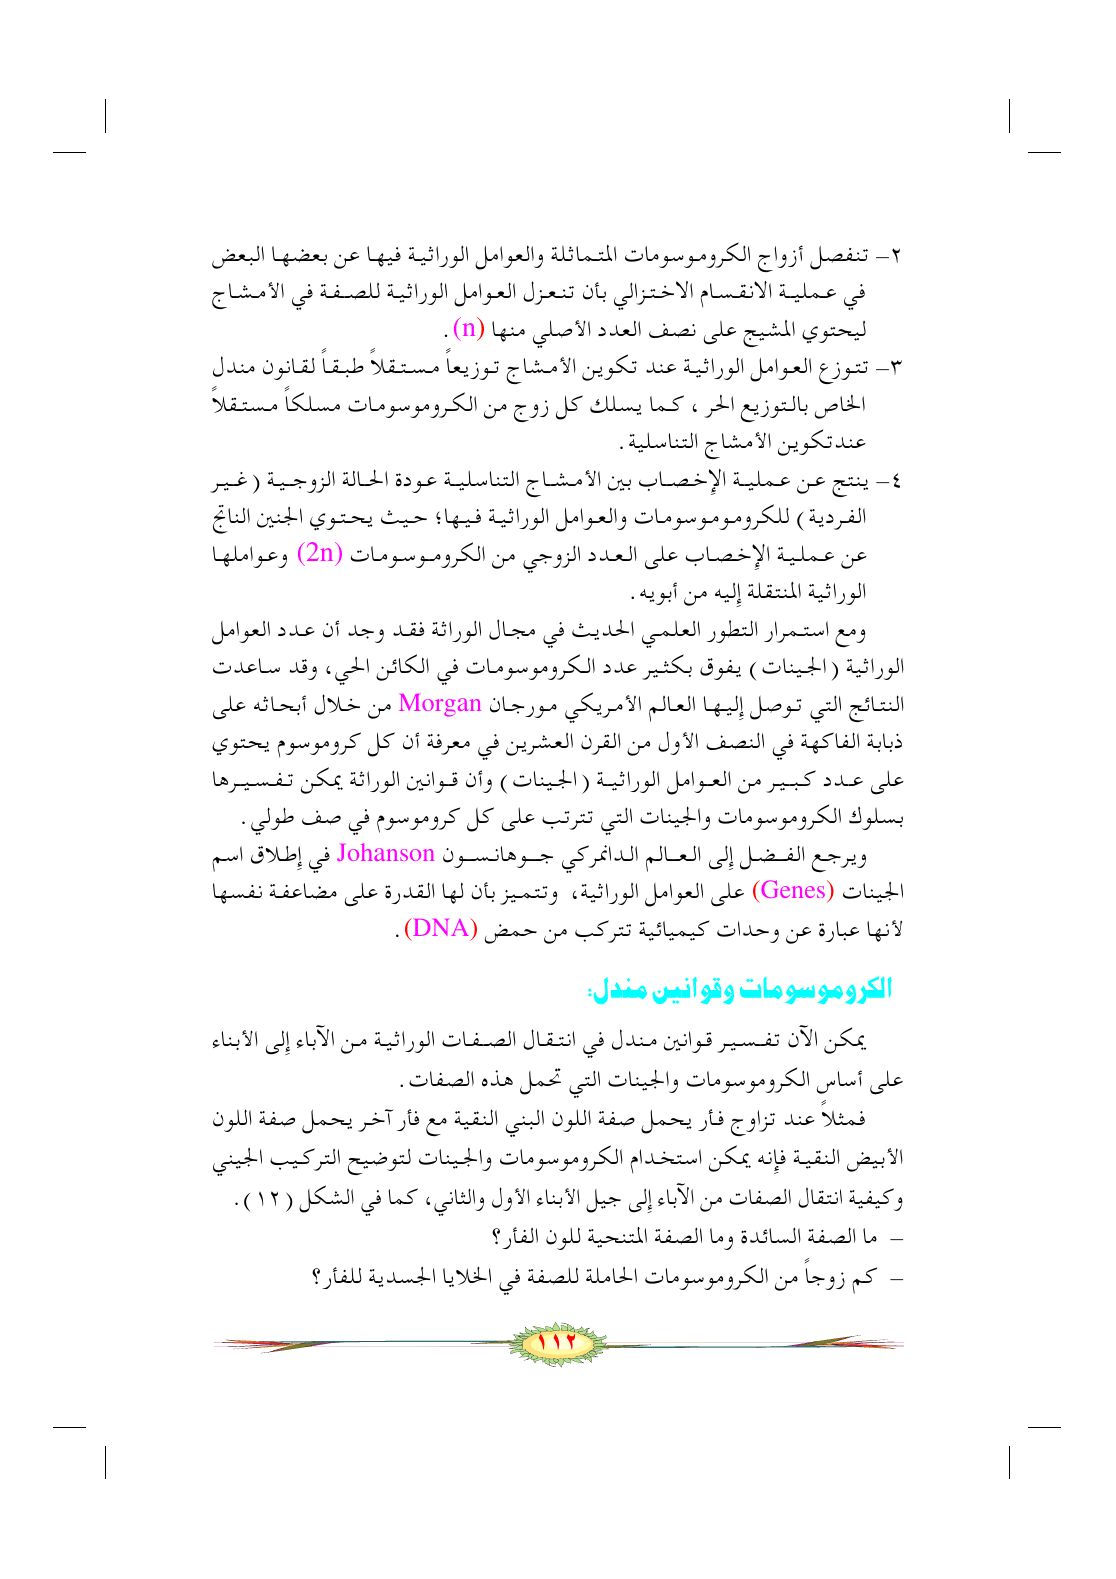 ٢– تنفصل أزواج الكروموسومات المتماثلة والعوامل الوراثية فيها عن بعضها البعض
في عملية الانقسام الاختزالي بأن تنعزل العوامل الوراثية للصفة في الأمشاج
ليحتوي المشيج على نصف العدد الأصلي منها (n) .
٣– تتوزع العوامل الوراثية عند تكوين الأمشاج توزيعاً مستقلاً طبقاً لقانون مندل
الخاص بالتوزيع الحر ، كما يسلك كل زوج من الكروموسومات مسلكاً مستقلاً
عند تكوين الأمشاج التناسلية .
٤– ينتج عن عملية الإخصاب بين الأمشاج التناسلية عودة الحالة الزوجية ( غير
الفردية ) للكروموموسومات والعوامل الوراثية فيها؛ حيث يحتوي الجنين الناتج
عن عملية الإخصاب على العدد الزوجي من الكروموسومات (2n) وعواملها
الوراثية المنتقلة إليه من أبويه .
ومع استمرار التطور العلمي الحديث في مجال الوراثة فقد وجد أن عدد العوامل
الوراثية ( الجينات ) يفوق بكثير عدد الكروموسومات في الكائن الحي، وقد ساعدت
النتائج التي توصل إليها العالم الأمريكي مورجان Morgan من خلال أبحاثه على
ذبابة الفاكهة في النصف الأول من القرن العشرين في معرفة أن كل كروموسوم يحتوي
على عدد كبير من العوامل الوراثية ( الجينات ) وأن قوانين الوراثة يمكن تفسيرها
بسلوك الكروموسومات والجينات التي تترتب على كل كروموسوم في صف طولي .
ويرجع الفضل إلى العالم الدانمركي جوهانسون Johanson في إطلاق اسم
الجينات (Genes) على العوامل الوراثية، وتتميز بأن لها القدرة على مضاعفة نفسها
لأنها عبارة عن وحدات كيميائية تتركب من حمض (DNA) .
الكروموسومات وقوانين مندل:
يمكن الآن تفسير قوانين مندل في انتقال الصفات الوراثية من الآباء إلى الأبناء
على أساس الكروموسومات والجينات التي تحمل هذه الصفات .
فمثلاً عند تزاوج فأر يحمل صفة اللون البني النقية مع فأر آخر يحمل صفة اللون
الأبيض النقية فإنه يمكن استخدام الكروموسومات والجينات لتوضيح التركيب الجيني
وكيفية انتقال الصفات من الآباء إلى جيل الأبناء الأول والثاني، كما في الشكل ( ١٢ ) .
– ما الصفة السائدة وما الصفة المتنحية للون الفأر؟
– كم زوجاً من الكروموسومات الحاملة للصفة في الخلايا الجسدية للفأر؟
١١٢